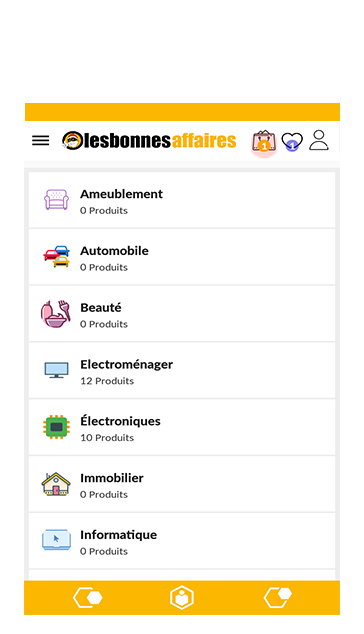 lesbonnesaffaires
1
1
Ameublement
0 Produits
Automobile
0 Produits
Beauté
0 Produits
Electroménager
12 Produits
Électroniques
10 Produits
Immobilier
0 Produits
Informatique
0 Produits